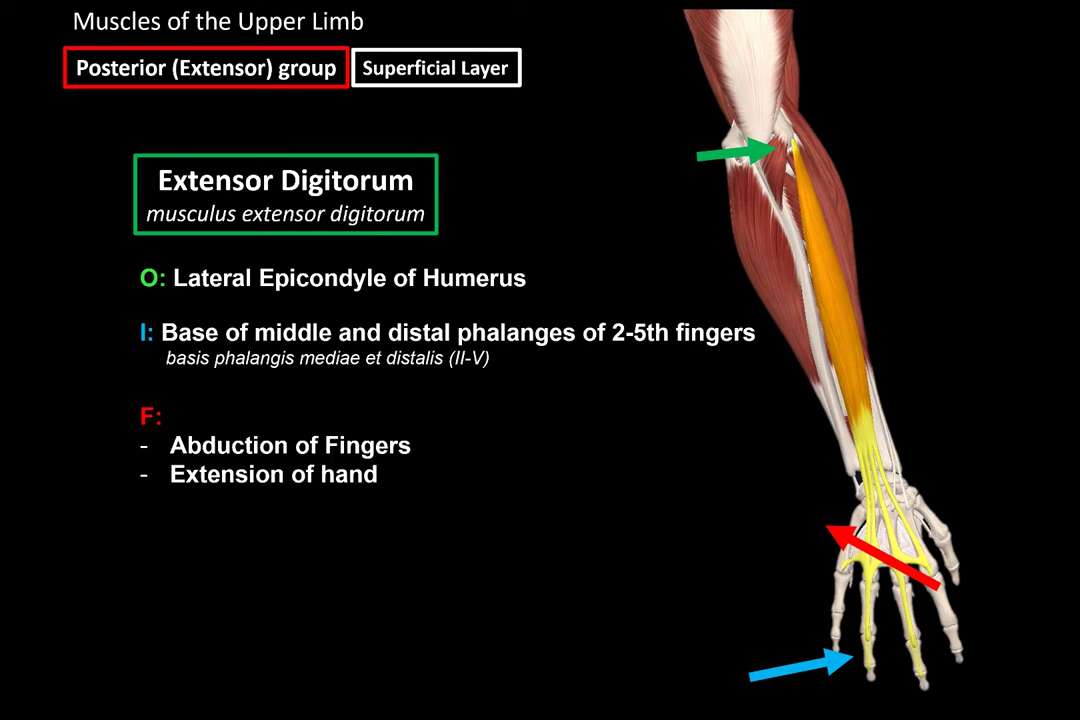 Muscles of the Upper Limb
Posterior (Extensor) group
Superficial Layer
Extensor Digitorum
musculus extensor digitorum
O: Lateral Epicondyle of Humerus
I: Base of middle and distal phalanges of 2-5th fingers
basis phalangis mediae et distalis (II-V)
F:
- Abduction of Fingers
- Extension of hand